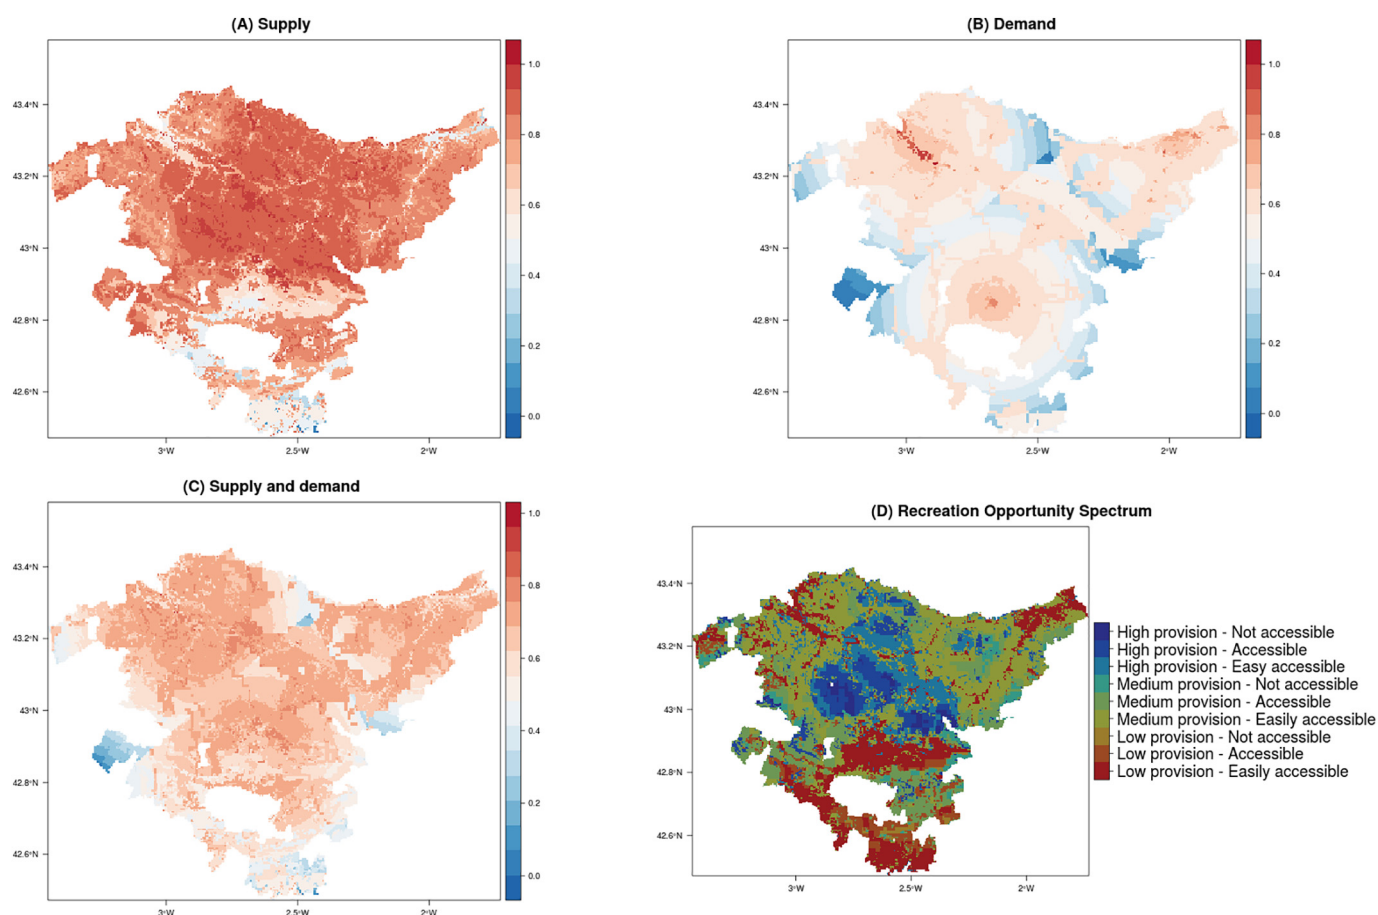 (A) Supply
1.0
0.8
0.6
0.4
0.2
0.0
43.4°N
43.2°N
43°N
42.8°N
42.6°N
3°W
2.5°W
2°W
(B) Demand
1.0
0.8
0.6
0.4
0.2
0.0
43.4°N
43.2°N
43°N
42.8°N
42.6°N
3°W
2.5°W
2°W
(C) Supply and demand
1.0
0.8
0.6
0.4
0.2
0.0
43.4°N
43.2°N
43°N
42.8°N
42.6°N
3°W
2.5°W
2°W
(D) Recreation Opportunity Spectrum
43.4°N
43.2°N
43°N
42.8°N
42.6°N
3°W
2.5°W
2°W
High provision - Not accessible
High provision - Accessible
High provision - Easy accessible
Medium provision - Not accessible
Medium provision - Accessible
Medium provision - Easily accessible
Low provision - Not accessible
Low provision - Accessible
Low provision - Easily accessible